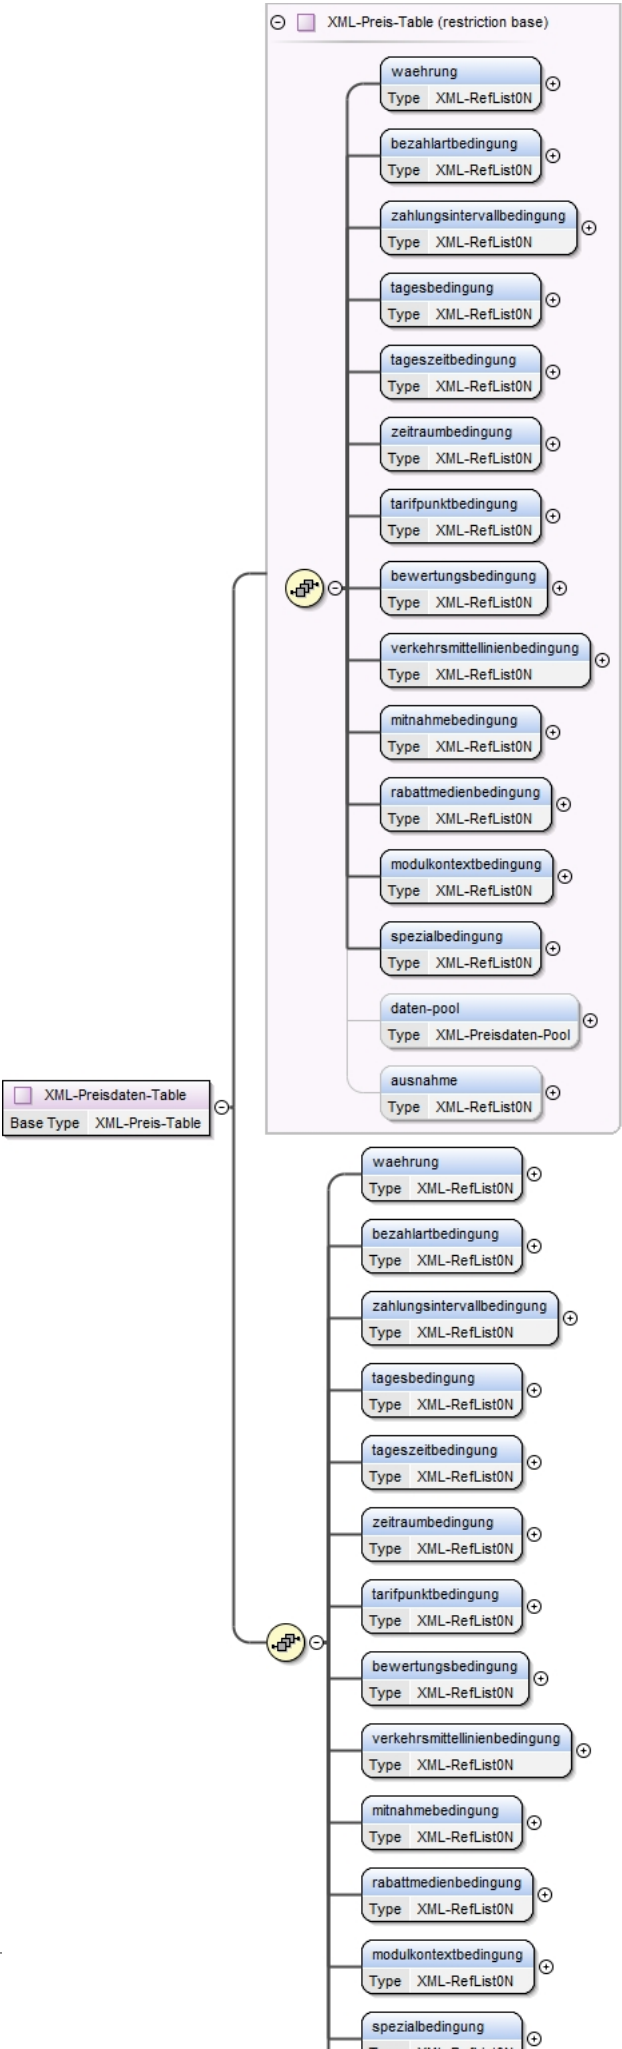 XML-Preis-Table (restriction base)
waehrung
Type XML-RefList0N
bezahlartbedingung
Type XML-RefList0N
zahlungsintervallbedingung
Type XML-RefList0N
tagesbedingung
Type XML-RefList0N
tageszeitbedingung
Type XML-RefList0N
zeitraumbedingung
Type XML-RefList0N
tarifpunktbedingung
Type XML-RefList0N
bewertungsbedingung
Type XML-RefList0N
verkehrsmittellinienbedingung
Type XML-RefList0N
mitnahmebedingung
Type XML-RefList0N
rabattmedienbedingung
Type XML-RefList0N
modulkontextbedingung
Type XML-RefList0N
spezialbedingung
Type XML-RefList0N
daten-pool
Type XML-Preisdaten-Pool
ausnahme
Type XML-RefList0N
XML-Preisdaten-Table
Base Type XML-Preis-Table
waehrung
Type XML-RefList0N
bezahlartbedingung
Type XML-RefList0N
zahlungsintervallbedingung
Type XML-RefList0N
tagesbedingung
Type XML-RefList0N
tageszeitbedingung
Type XML-RefList0N
zeitraumbedingung
Type XML-RefList0N
tarifpunktbedingung
Type XML-RefList0N
bewertungsbedingung
Type XML-RefList0N
verkehrsmittellinienbedingung
Type XML-RefList0N
mitnahmebedingung
Type XML-RefList0N
rabattmedienbedingung
Type XML-RefList0N
modulkontextbedingung
Type XML-RefList0N
spezialbedingung